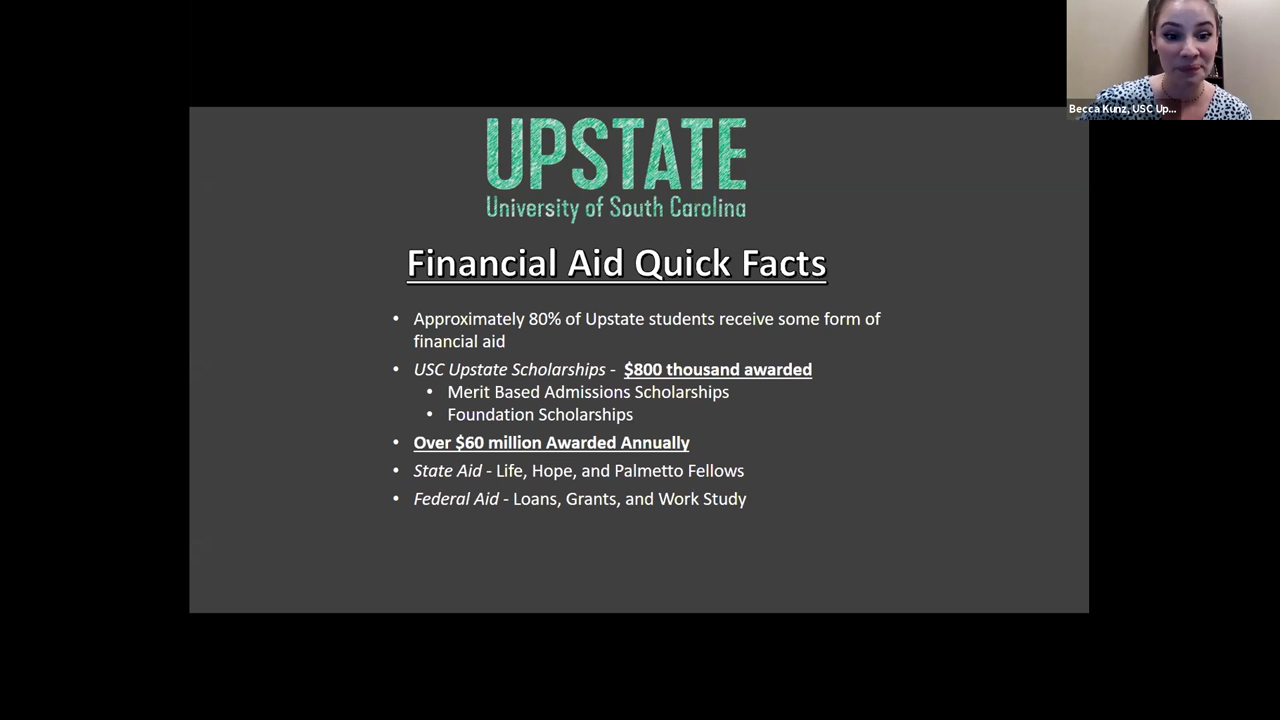 Becca Kunz, USC Up...
UPSTATE
University of South Carolina
Financial Aid Quick Facts
• Approximately 80% of Upstate students receive some form of
financial aid
• USC Upstate Scholarships - $800 thousand awarded
• Merit Based Admissions Scholarships
• Foundation Scholarships
• Over $60 million Awarded Annually
• State Aid - Life, Hope, and Palmetto Fellows
• Federal Aid - Loans, Grants, and Work Study